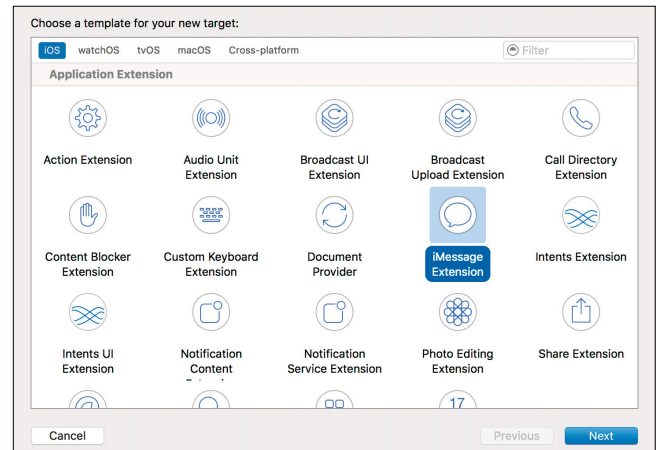 Choose a template for your new target:
iOS watchOS tvOS macOS Cross-platform Filter
Application Extension
Action Extension
Audio Unit
Extension
Broadcast UI
Extension
Broadcast
Upload Extension
Call Directory
Extension
Content Blocker
Extension
Custom Keyboard
Extension
Document
Provider
iMessage
Extension
Intents Extension
Intents UI
Extension
Notification
Content
Notification
Service Extension
Photo Editing
Extension
Share Extension
17
Cancel Previous Next